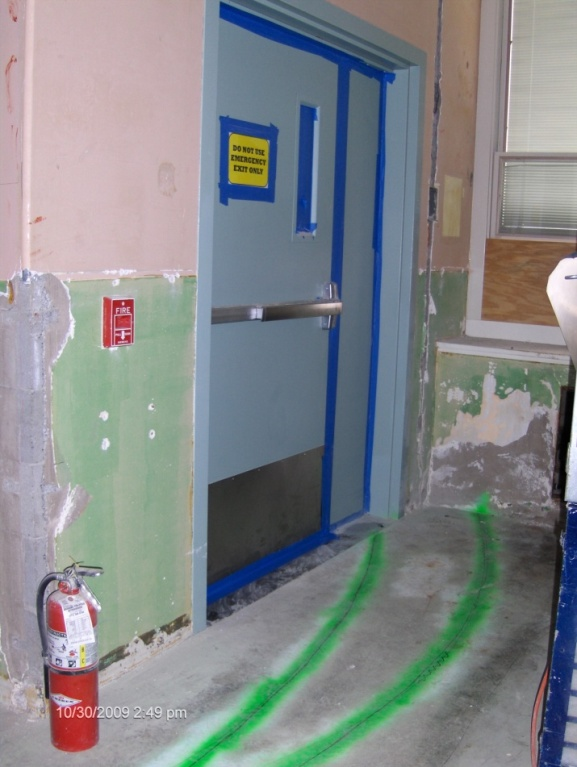 DO NOT USE
EMERGENCY
EXIT ONLY
FIRE
10/30/2009 2:49 pm